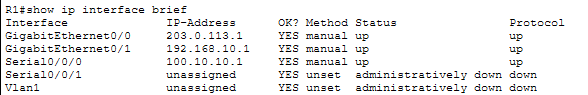 R1#show ip interface brief
Interface IP-Address OK? Method Status Protocol
GigabitEthernet0/0 203.0.113.1 YES manual up up
GigabitEthernet0/1 192.168.10.1 YES manual up up
Serial0/0/0 100.10.10.1 YES manual up up
Serial0/0/1 unassigned YES unset administratively down down
Vlan1 unassigned YES unset administratively down down